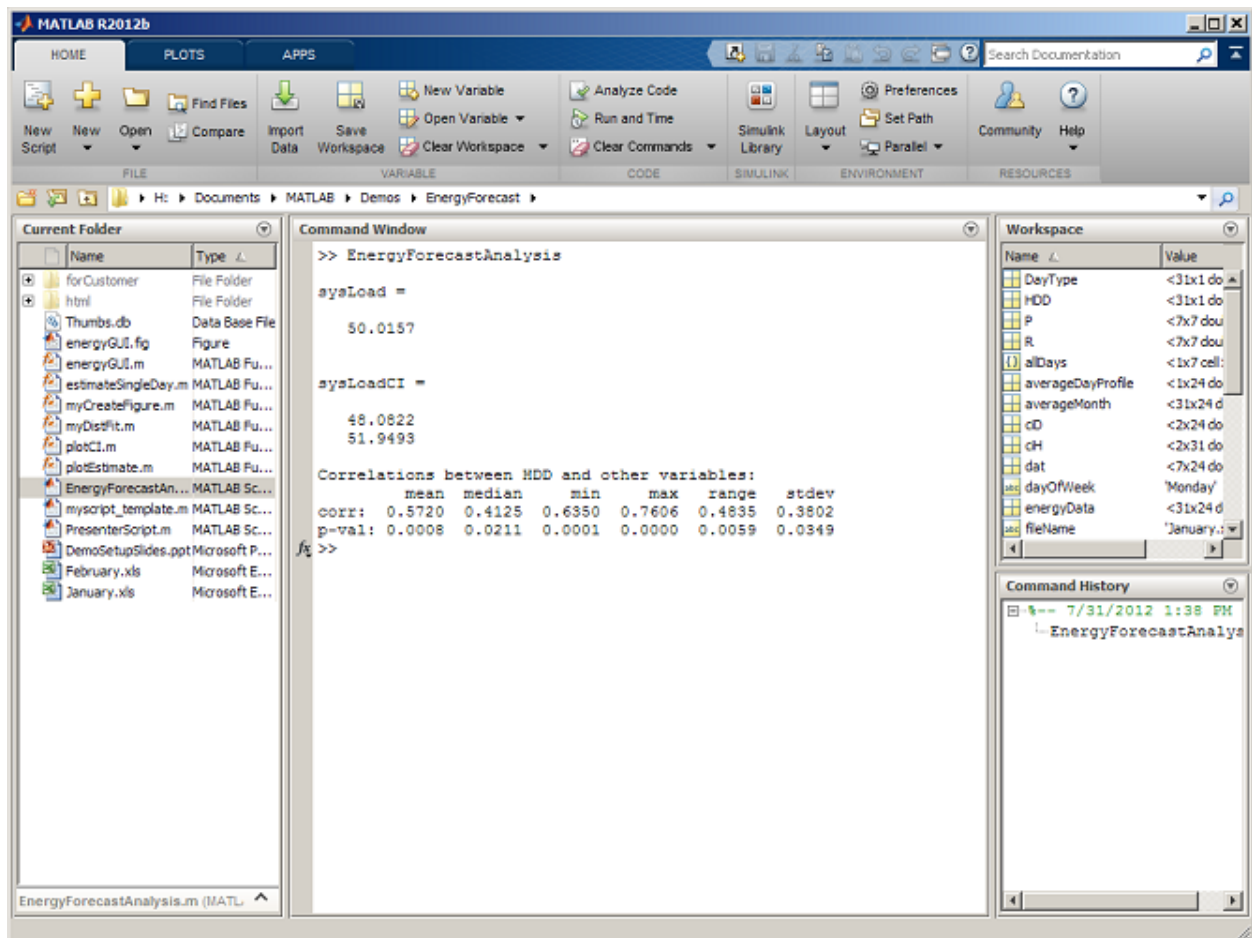 MATLAB R2012b
HOME PLOTS APPS
Search Documentation
New Script
New
Open
Find Files
Compare
Import Data
Save Workspace
New Variable
Open Variable
Clear Workspace
Analyze Code
Run and Time
Clear Commands
Simulink Library
Layout
Preferences
Set Path
Parallel
Community
Help
FILE VARIABLE CODE SIMULINK ENVIRONMENT RESOURCES
H: Documents MATLAB Demos EnergyForecast
Current Folder
Name Type
forCustomer File Folder
html File Folder
Thumbs.db Data Base File
energyGUI.fig Figure
energyGUI.m MATLAB Fu...
estimateSingleDay.m MATLAB Fu...
myCreateFigure.m MATLAB Fu...
myDistFit.m MATLAB Fu...
plotCI.m MATLAB Fu...
plotEstimate.m MATLAB Fu...
EnergyForecastAn... MATLAB Sc...
myscript_template.m MATLAB Sc...
PresenterScript.m MATLAB Sc...
DemoSetupSlides.ppt Microsoft P...
February.xls Microsoft E...
January.xls Microsoft E...
EnergyForecastAnalysis.m (MATL
Command Window
>> EnergyForecastAnalysis
sysLoad =
50.0157
sysLoadCI =
48.0822
51.9493
Correlations between HDD and other variables:
mean median min max range stdev
corr: 0.5720 0.4125 0.6350 0.7606 0.4835 0.3802
p-val: 0.0008 0.0211 0.0001 0.0000 0.0059 0.0349
fx >>
Workspace
Name Value
DayType <31x1 do
HDD <31x1 do
P <7x7 dou
R <7x7 dou
allDays <1x7 cell:
averageDayProfile <1x24 do
averageMonth <31x24 d
ciD <2x24 do
ciH <2x31 do
dat <7x24 do
dayOfWeek 'Monday'
energyData <31x24 d
fileName 'January.:
Command History
%-- 7/31/2012 1:38 PM
EnergyForecastAnalys